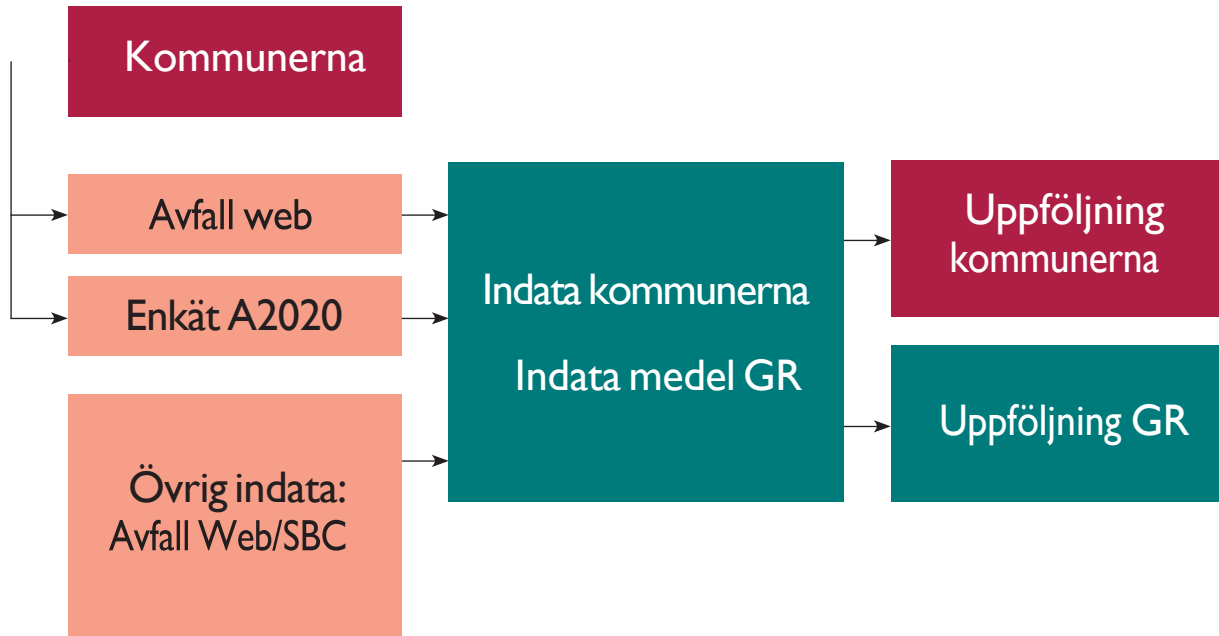 Kommunerna
Avfall web
Enkät A2020
Övrig indata:
Avfall Web/SBC
Indata kommunerna
Indata medel GR
Uppföljning
kommunerna
Uppföljning GR